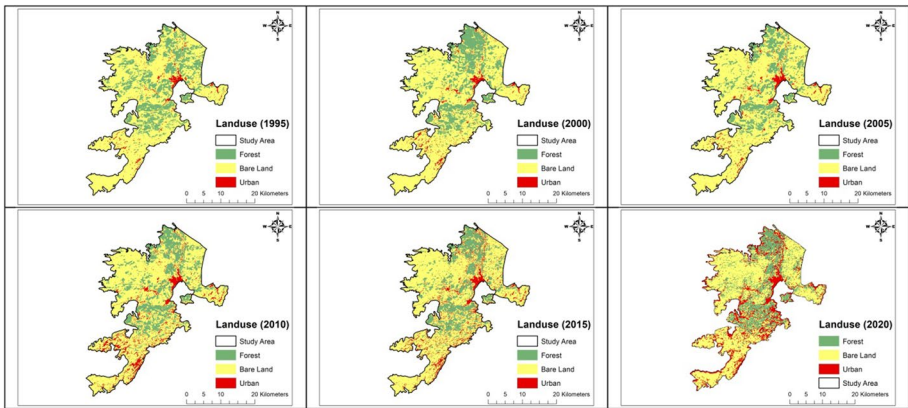 N
W E
S
Landuse (1995)
Study Area
Forest
Bare Land
Urban
0 5 10 20 Kilometers
N
W E
S
Landuse (2000)
Study Area
Forest
Bare Land
Urban
0 5 10 20 Kilometers
N
W E
S
Landuse (2005)
Study Area
Forest
Bare Land
Urban
0 5 10 20 Kilometers
N
W E
S
Landuse (2010)
Study Area
Forest
Bare Land
Urban
0 5 10 20 Kilometers
N
W E
S
Landuse (2015)
Study Area
Forest
Bare Land
Urban
0 5 10 20 Kilometers
N
W E
S
Landuse (2020)
Forest
Bare Land
Urban
Study Area
0 5 10 20 Kilometers